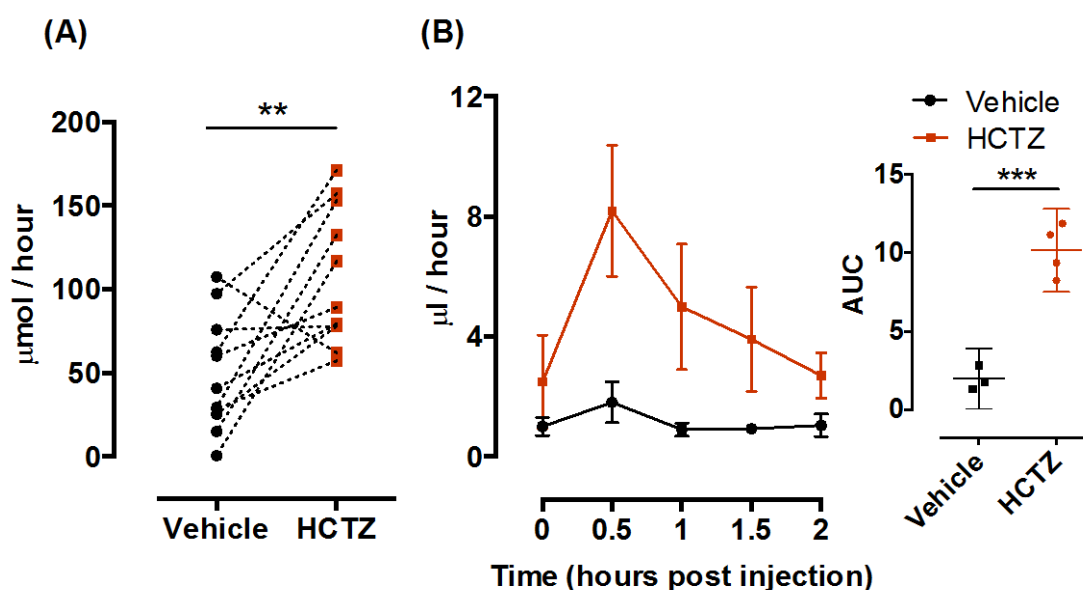 (A)
(B)
**
200
150
100
50
0
μmol / hour
Vehicle HCTZ
12
8
4
0
μl / hour
0 0.5 1 1.5 2
Time (hours post injection)
Vehicle
HCTZ
***
15
10
5
0
AUC
Vehicle
HCTZ